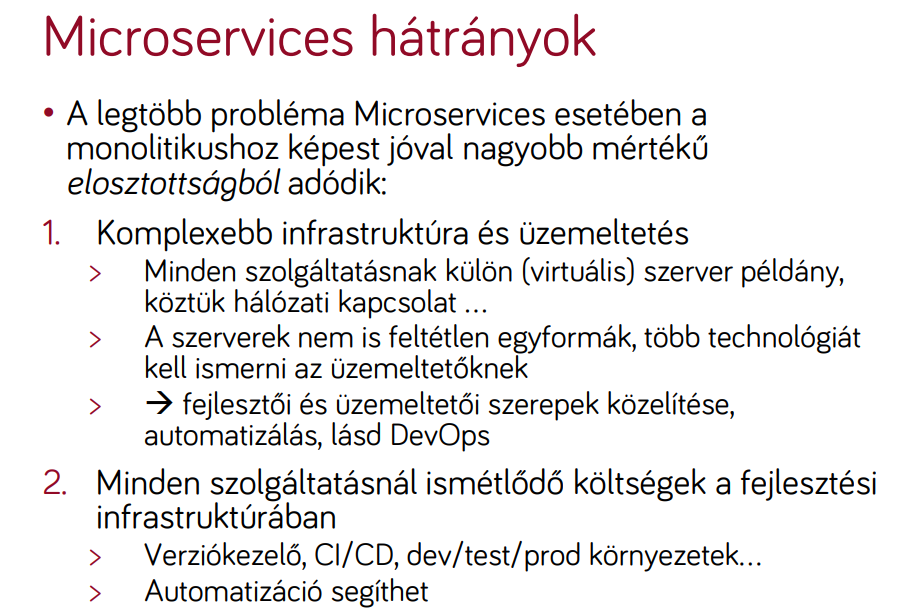 Microservices hátrányok
• A legtöbb probléma Microservices esetében a
monolitikushoz képest jóval nagyobb mértékű
elosztottságból adódik:
1. Komplexebb infrastruktúra és üzemeltetés
> Minden szolgáltatásnak külön (virtuális) szerver példány,
köztük hálózati kapcsolat ...
> A szerverek nem is feltétlen egyformák, több technológiát
kell ismerni az üzemeltetőknek
> → fejlesztői és üzemeltetői szerepek közelítése,
automatizálás, lásd DevOps
2. Minden szolgáltatásnál ismétlődő költségek a fejlesztési
infrastruktúrában
> Verziókezelő, CI/CD, dev/test/prod környezetek...
> Automatizáció segíthet